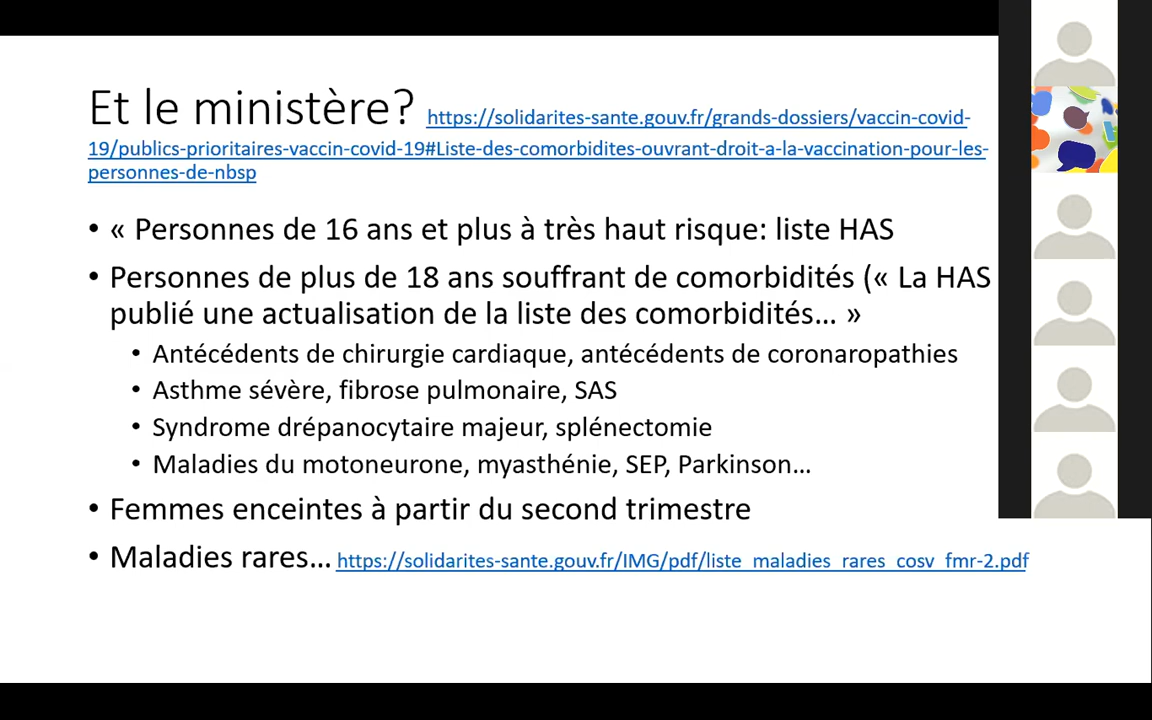 Et le ministère? https://solidarites-sante.gouv.fr/grands-dossiers/vaccin-covid-
19/publics-prioritaires-vaccin-covid-19#Liste-des-comorbidites-ouvrant-droit-a-la-vaccination-pour-les-
personnes-de-nbsp
• « Personnes de 16 ans et plus à très haut risque: liste HAS
• Personnes de plus de 18 ans souffrant de comorbidités (« La HAS
publié une actualisation de la liste des comorbidités… »
• Antécédents de chirurgie cardiaque, antécédents de coronaropathies
• Asthme sévère, fibrose pulmonaire, SAS
• Syndrome drépanocytaire majeur, splénectomie
• Maladies du motoneurone, myasthénie, SEP, Parkinson…
• Femmes enceintes à partir du second trimestre
• Maladies rares… https://solidarites-sante.gouv.fr/IMG/pdf/liste_maladies_rares_cosv_fmr-2.pdf